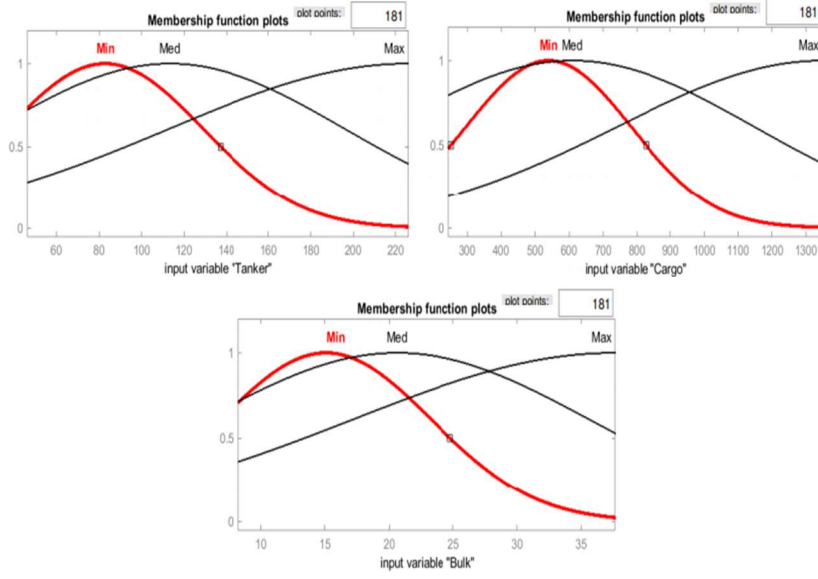 Membership function plots plot points: 181
Min Med Max
1
0.5
0
60 80 100 120 140 160 180 200 220
input variable "Tanker"
Membership function plots plot points: 181
Min Med Max
1
0.5
0
300 400 500 600 700 800 900 1000 1100 1200 1300
input variable "Cargo"
Membership function plots plot points: 181
Min Med Max
1
0.5
0
10 15 20 25 30 35
input variable "Bulk"